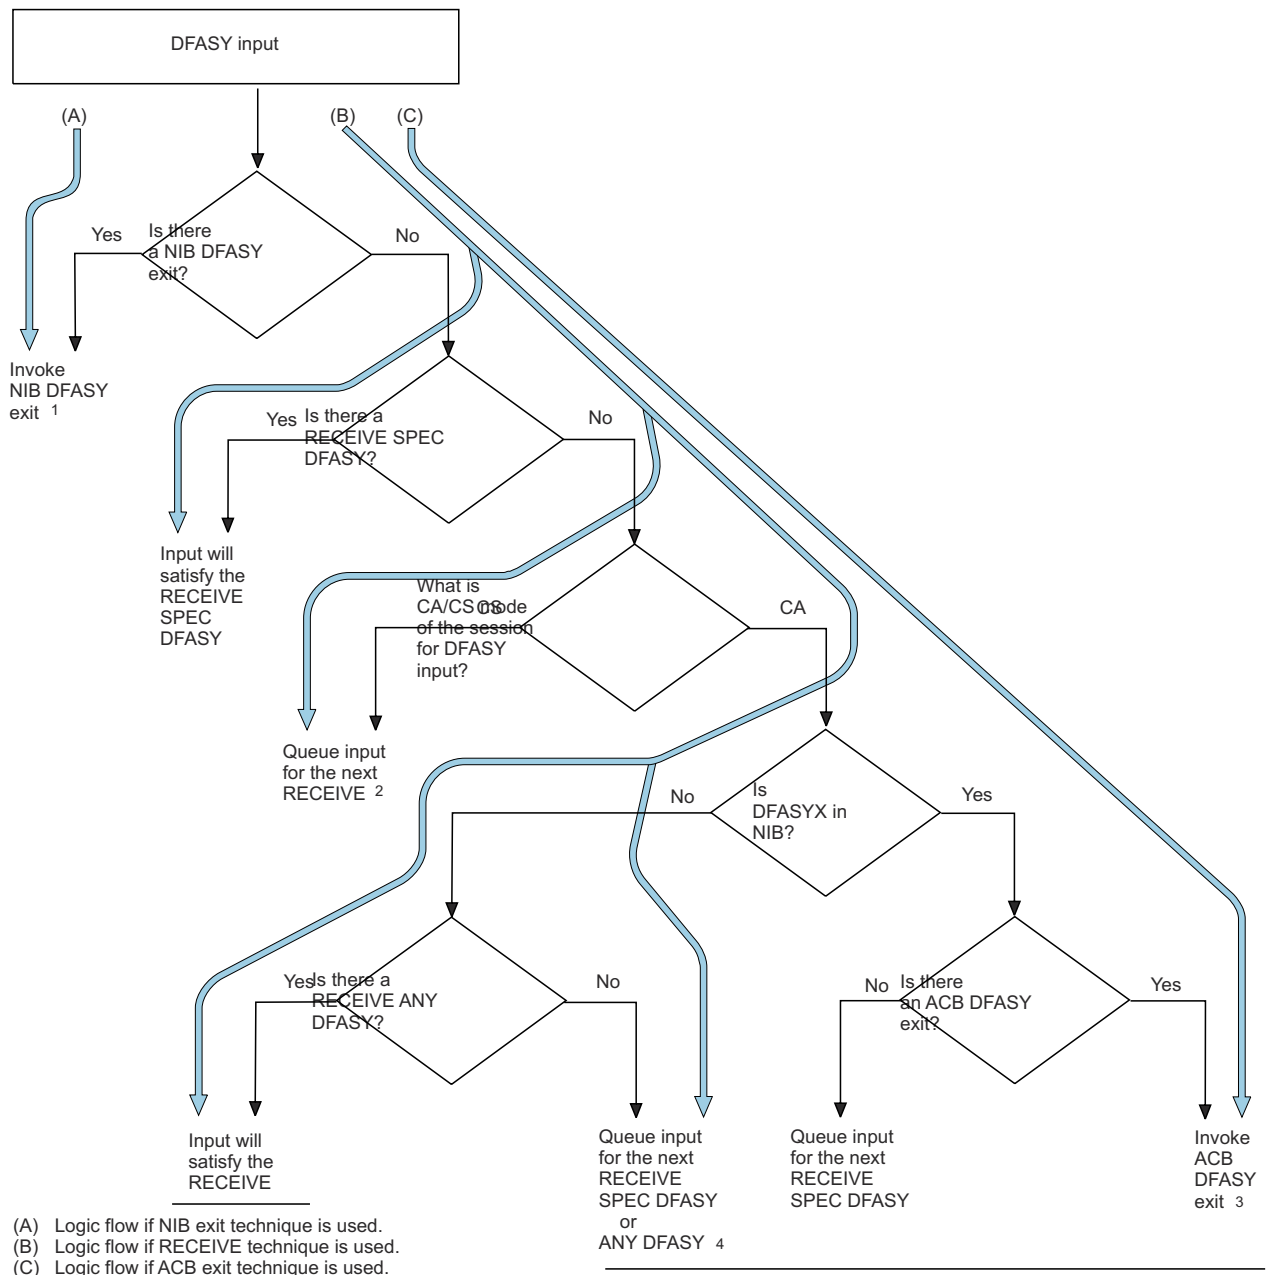 DFASY input
(A)
(B)
(C)
Is there
a NIB DFASY
exit?
Yes
No
Invoke
NIB DFASY
exit 1
Is there a
RECEIVE SPEC
DFASY?
Yes
No
Input will
satisfy the
RECEIVE
SPEC
DFASY
What is
CA/CS mode
of the session
for DFASY
input?
CS
CA
Queue input
for the next
RECEIVE 2
Is
DFASYX in
NIB?
No
Yes
Is there a
RECEIVE ANY
DFASY?
Yes
No
Is there
an ACB DFASY
exit?
No
Yes
Input will
satisfy the
RECEIVE
Queue input
for the next
RECEIVE
SPEC DFASY
or
ANY DFASY 4
Queue input
for the next
RECEIVE
SPEC DFASY
Invoke
ACB
DFASY
exit 3
(A) Logic flow if NIB exit technique is used.
(B) Logic flow if RECEIVE technique is used.
(C) Logic flow if ACB exit technique is used.